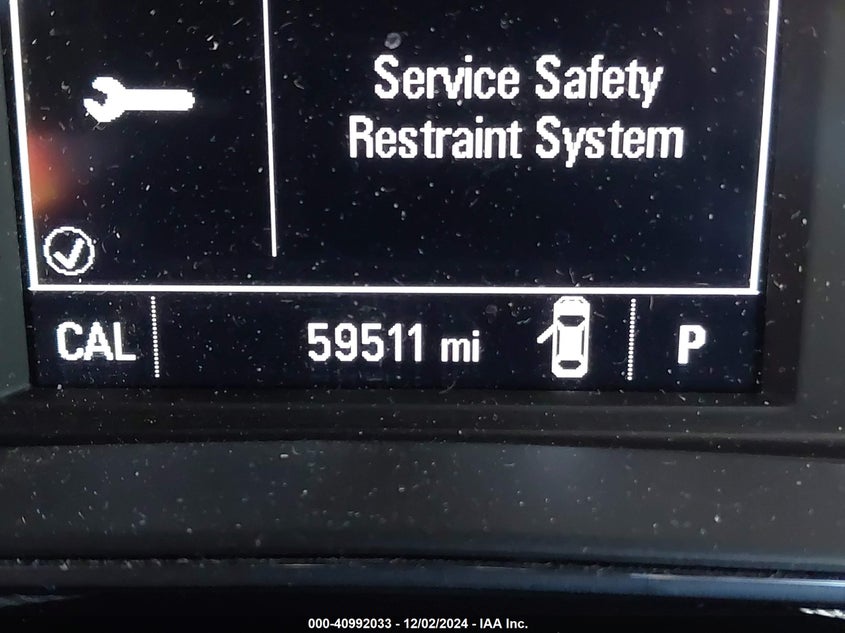 Service Safety
Restraint System
CAL 59511 mi P
000-40992033 - 12/02/2024 - IAA Inc.